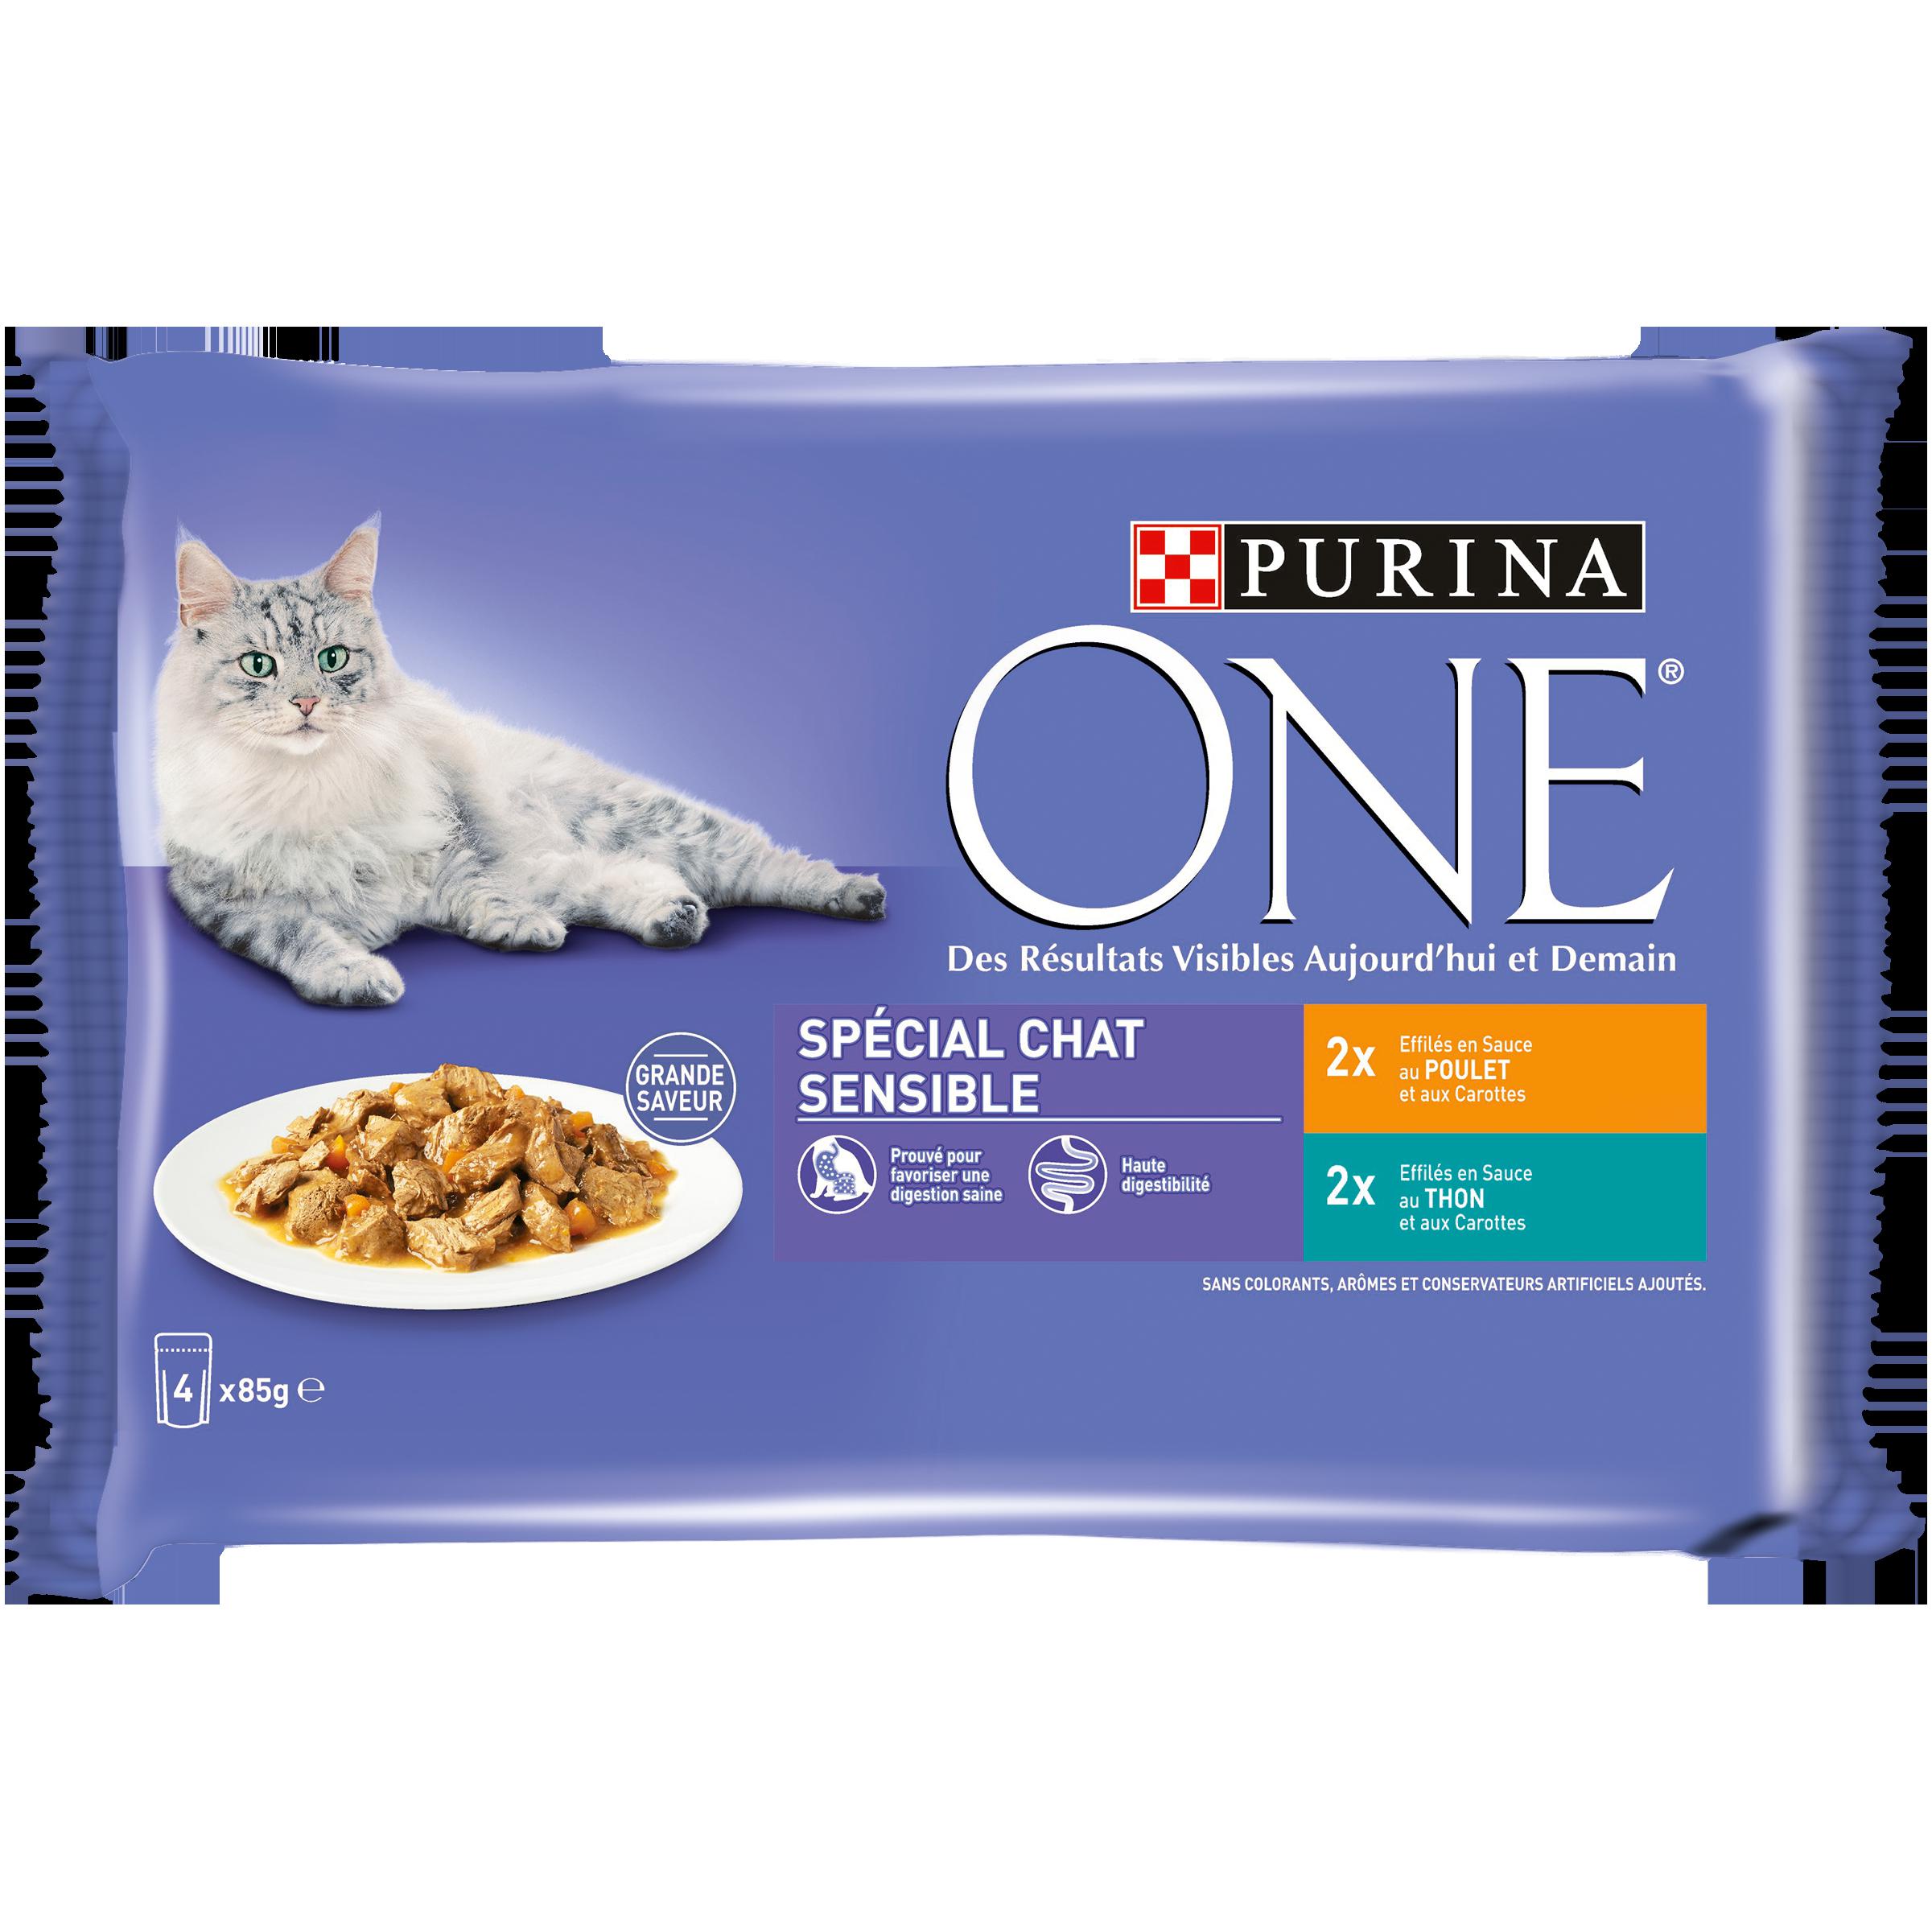 PURINA
ONE®
Des Résultats Visibles Aujourd'hui et Demain
SPÉCIAL CHAT
SENSIBLE
Prouvé pour
favoriser une
digestion saine
Haute
digestibilité
2x
Effilés en Sauce
au POULET
et aux Carottes
2x
Effilés en Sauce
au THON
et aux Carottes
SANS COLORANTS, ARÔMES ET CONSERVATEURS ARTIFICIELS AJOUTÉS.
GRANDE
SAVEUR
4 x85g ℮